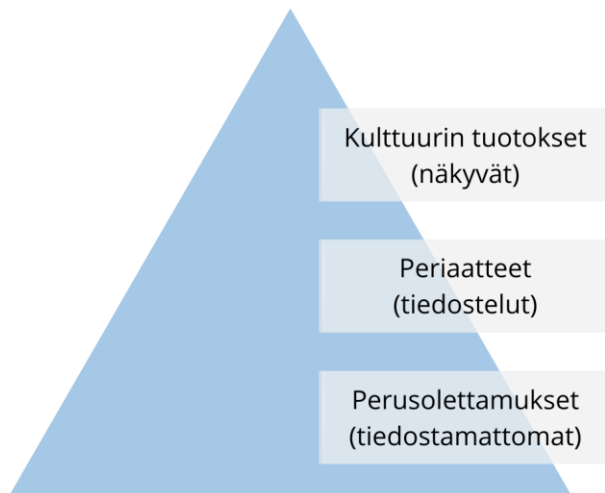 Kulttuurin tuotokset
(näkyvät)
Periaatteet
(tiedostelut)
Perusolettamukset
(tiedostamattomat)